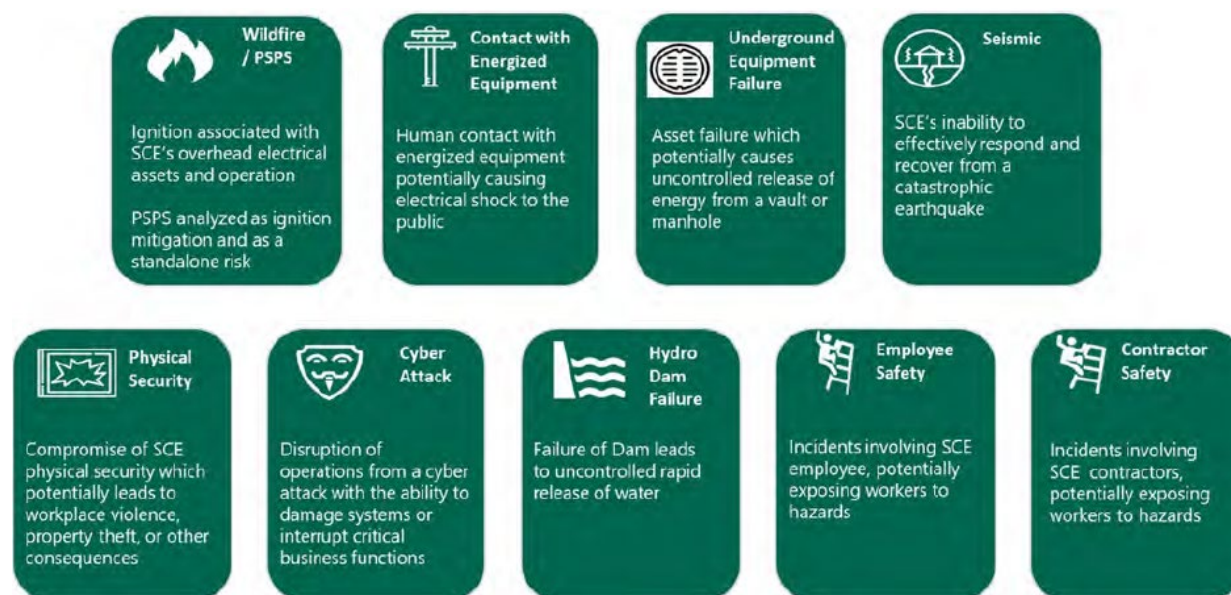 Wildfire
/ PSPS
Ignition associated with
SCE's overhead electrical
assets and operation
PSPS analyzed as ignition
mitigation and as a
standalone risk
Contact with
Energized
Equipment
Human contact with
energized equipment
potentially causing
electrical shock to the
public
Underground
Equipment
Failure
Asset failure which
potentially causes
uncontrolled release of
energy from a vault or
manhole
Seismic
SCE's inability to
effectively respond and
recover from a
catastrophic
earthquake
Physical
Security
Compromise of SCE
physical security which
potentially leads to
workplace violence,
property theft, or other
consequences
Cyber
Attack
Disruption of
operations from a cyber
attack with the ability to
damage systems or
interrupt critical
business functions
Hydro
Dam
Failure
Failure of Dam leads
to uncontrolled rapid
release of water
Employee
Safety
Incidents involving SCE
employee, potentially
exposing workers to
hazards
Contractor
Safety
Incidents involving
SCE contractors,
potentially exposing
workers to hazards